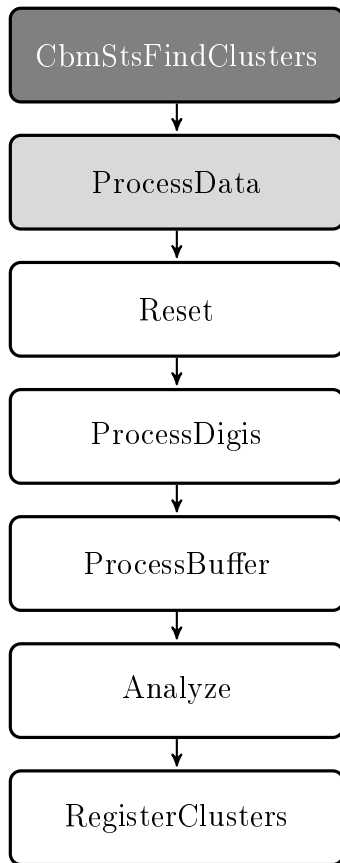 CbmStsFindClusters
ProcessData
Reset
ProcessDigis
ProcessBuffer
Analyze
RegisterClusters